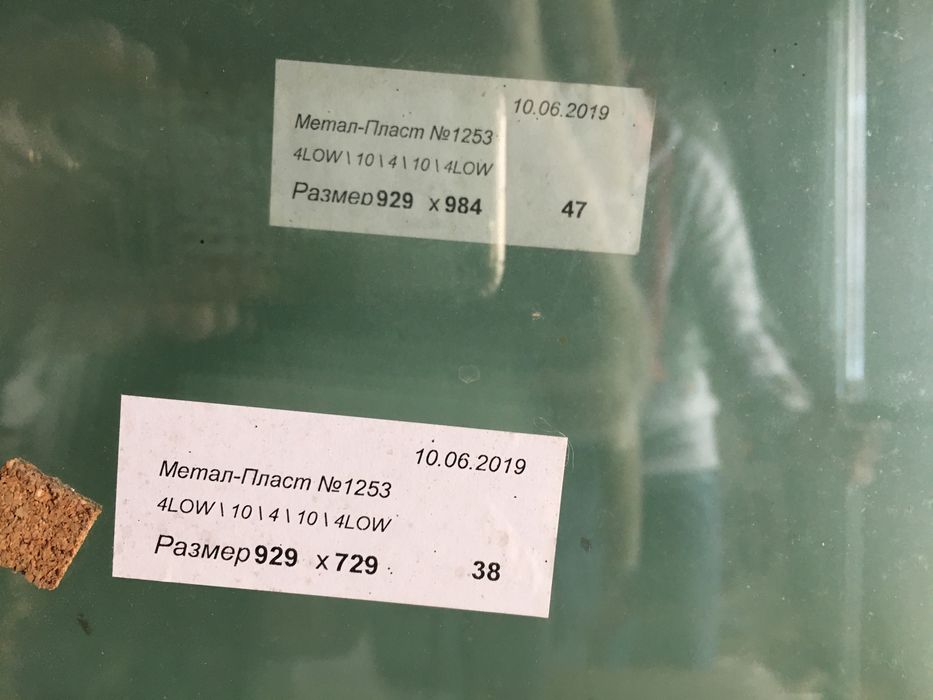 10.06.2019
Метал-Пласт №1253
4LOW \ 10 \ 4 \ 10 \ 4LOW
Размер 929 х 984 47
10.06.2019
Метал-Пласт №1253
4LOW \ 10 \ 4 \ 10 \ 4LOW
Размер 929 х 729 38